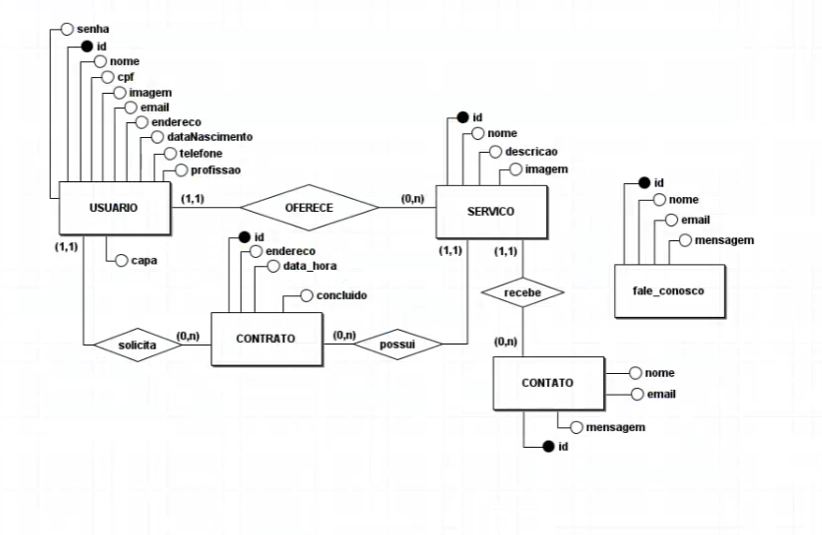 senha
id
nome
cpf
imagem
email
endereco
dataNascimento
telefone
profissao
USUARIO
(1,1)
OFERECE
(0,n)
id
nome
descricao
imagem
SERVICO
id
nome
email
mensagem
fale_conosco
(1,1)
capa
id
endereco
data_hora
concluido
(1,1)
(1,1)
recebe
solicita
(0,n)
CONTRATO
(0,n)
possui
(0,n)
CONTATO
nome
email
mensagem
id